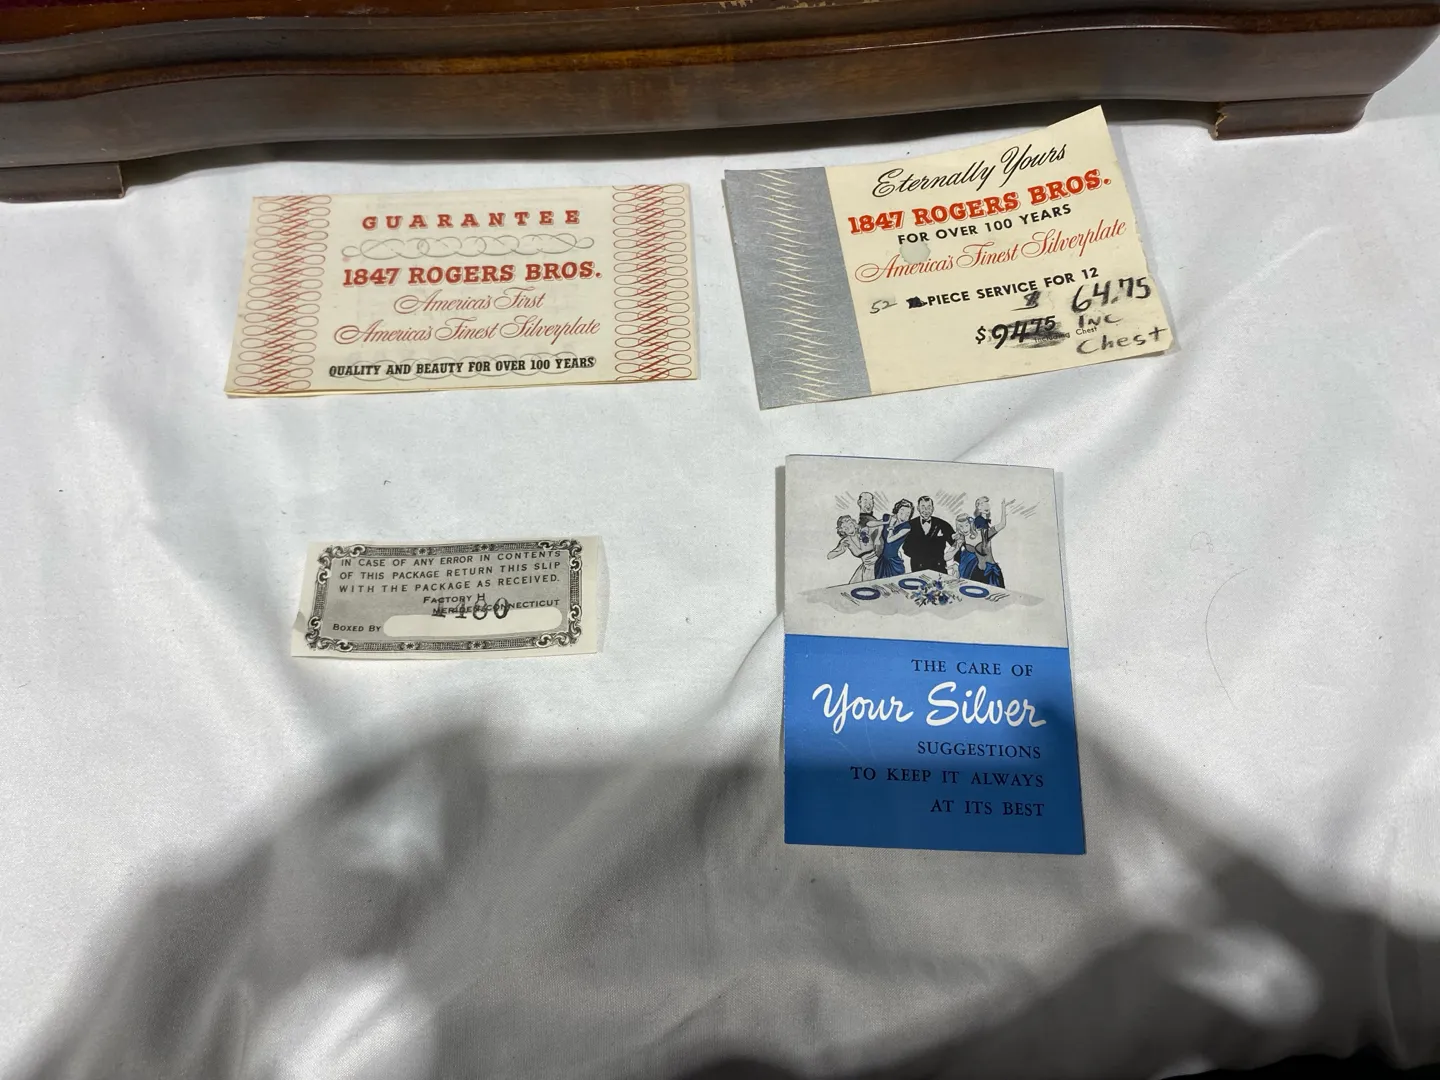 GUARANTEE
1847 ROGERS BROS.
America's First
America's Finest Silverplate
QUALITY AND BEAUTY FOR OVER 100 YEARS
Eternally Yours
1847 ROGERS BROS.
FOR OVER 100 YEARS
America's Finest Silverplate
52 -PIECE SERVICE FOR 12
8 64.75
$9475 INC
Chest
Chest
IN CASE OF ANY ERROR IN CONTENTS
OF THIS PACKAGE RETURN THIS SLIP
WITH THE PACKAGE AS RECEIVED.
FACTORY H
MERIDEN, CONNECTICUT
BOXED BY
THE CARE OF
Your Silver
SUGGESTIONS
TO KEEP IT ALWAYS
AT ITS BEST